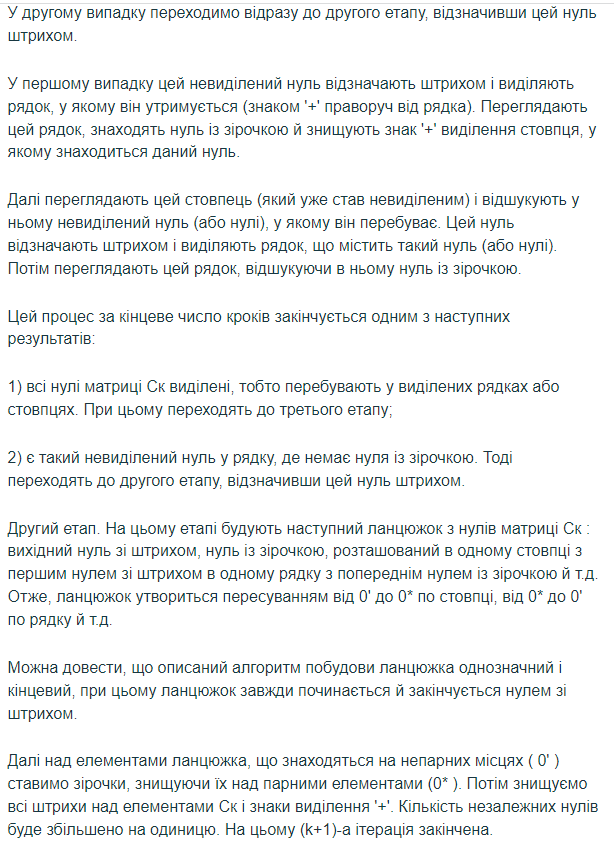 У другому випадку переходимо відразу до другого етапу, відзначивши цей нуль
штрихом.
У першому випадку цей невиділений нуль відзначають штрихом і виділяють
рядок, у якому він утримується (знаком '+' праворуч від рядка). Переглядають
цей рядок, знаходять нуль із зірочкою й знищують знак '+' виділення стовпця, у
якому знаходиться даний нуль.
Далі переглядають цей стовпець (який уже став невиділеним) і відшукують у
ньому невиділений нуль (або нулі), у якому він перебуває. Цей нуль
відзначають штрихом і виділяють рядок, що містить такий нуль (або нулі).
Потім переглядають цей рядок, відшукуючи в ньому нуль із зірочкою.
Цей процес за кінцеве число кроків закінчується одним з наступних
результатів:
1) всі нулі матриці Ск виділені, тобто перебувають у виділених рядках або
стовпцях. При цьому переходять до третього етапу;
2) є такий невиділений нуль у рядку, де немає нуля із зірочкою. Тоді
переходять до другого етапу, відзначивши цей нуль штрихом.
Другий етап. На цьому етапі будують наступний ланцюжок з нулів матриці Ск :
вихідний нуль зі штрихом, нуль із зірочкою, розташований в одному стовпці з
першим нулем зі штрихом в одному рядку з попереднім нулем із зірочкою й т.д.
Отже, ланцюжок утвориться пересуванням від 0' до 0* по стовпці, від 0* до 0'
по рядку й т.д.
Можна довести, що описаний алгоритм побудови ланцюжка однозначний і
кінцевий, при цьому ланцюжок завжди починається й закінчується нулем зі
штрихом.
Далі над елементами ланцюжка, що знаходяться на непарних місцях ( 0' )
ставимо зірочки, знищуючи їх над парними елементами (0* ). Потім знищуємо
всі штрихи над елементами Ск і знаки виділення '+'. Кількість незалежних нулів
буде збільшено на одиницю. На цьому (k+1)-а ітерація закінчена.